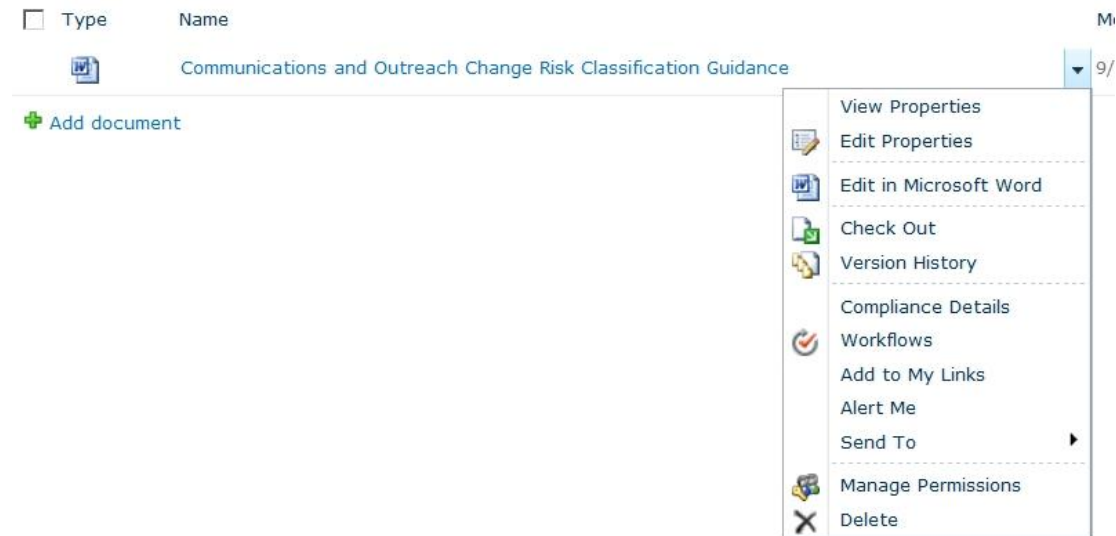 Type Name
Communications and Outreach Change Risk Classification Guidance 9/
Add document
View Properties
Edit Properties
Edit in Microsoft Word
Check Out
Version History
Compliance Details
Workflows
Add to My Links
Alert Me
Send To
Manage Permissions
Delete